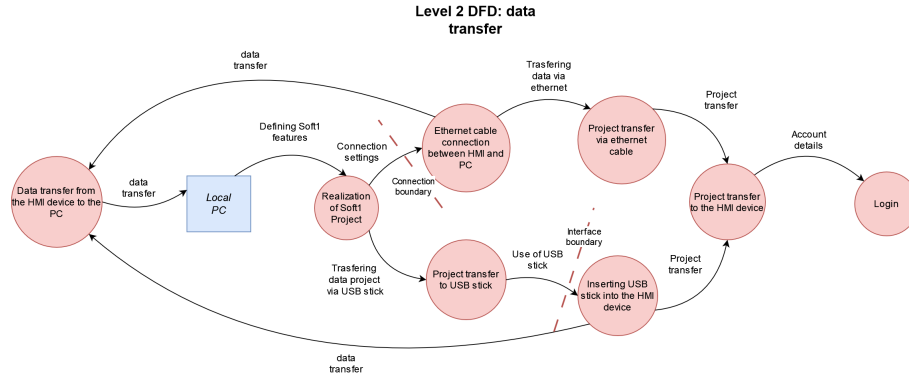 Level 2 DFD: data
transfer
data
transfer
Trasfering
data via
ethernet
Project
transfer
Defining Soft1
features
Connection
settings
Ethernet cable
connection
between HMI and
PC
Project transfer
via ethernet
cable
Account
details
Connection
boundary
Data transfer from
the HMI device to the
PC
data
transfer
Local
PC
Realization
of Soft1
Project
Project transfer
to the HMI device
Login
Interface
boundary
Trasfering
data project
via USB stick
Project transfer
to USB stick
Use of USB
stick
Inserting USB
stick into the HMI
device
Project
transfer
data
transfer